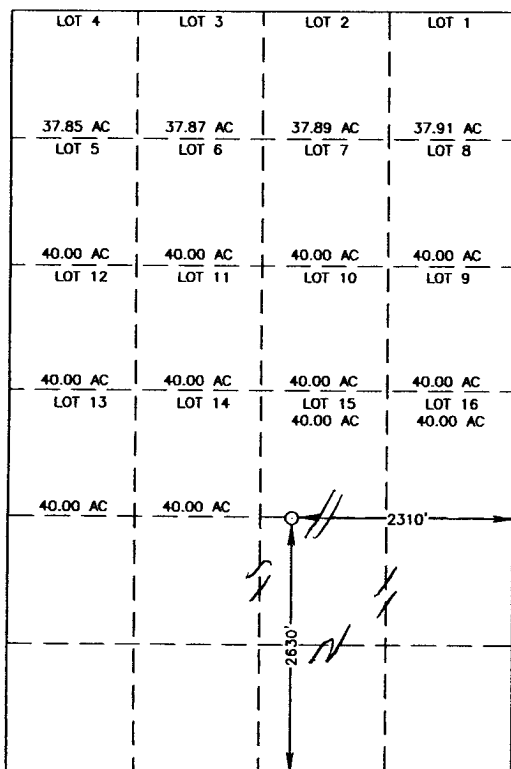 LOT 4 LOT 3 LOT 2 LOT 1
37.85 AC 37.87 AC 37.89 AC 37.91 AC
LOT 5 LOT 6 LOT 7 LOT 8
40.00 AC 40.00 AC 40.00 AC 40.00 AC
LOT 12 LOT 11 LOT 10 LOT 9
40.00 AC 40.00 AC 40.00 AC 40.00 AC
LOT 13 LOT 14 LOT 15 LOT 16
40.00 AC 40.00 AC
40.00 AC 40.00 AC
2310'
2630'